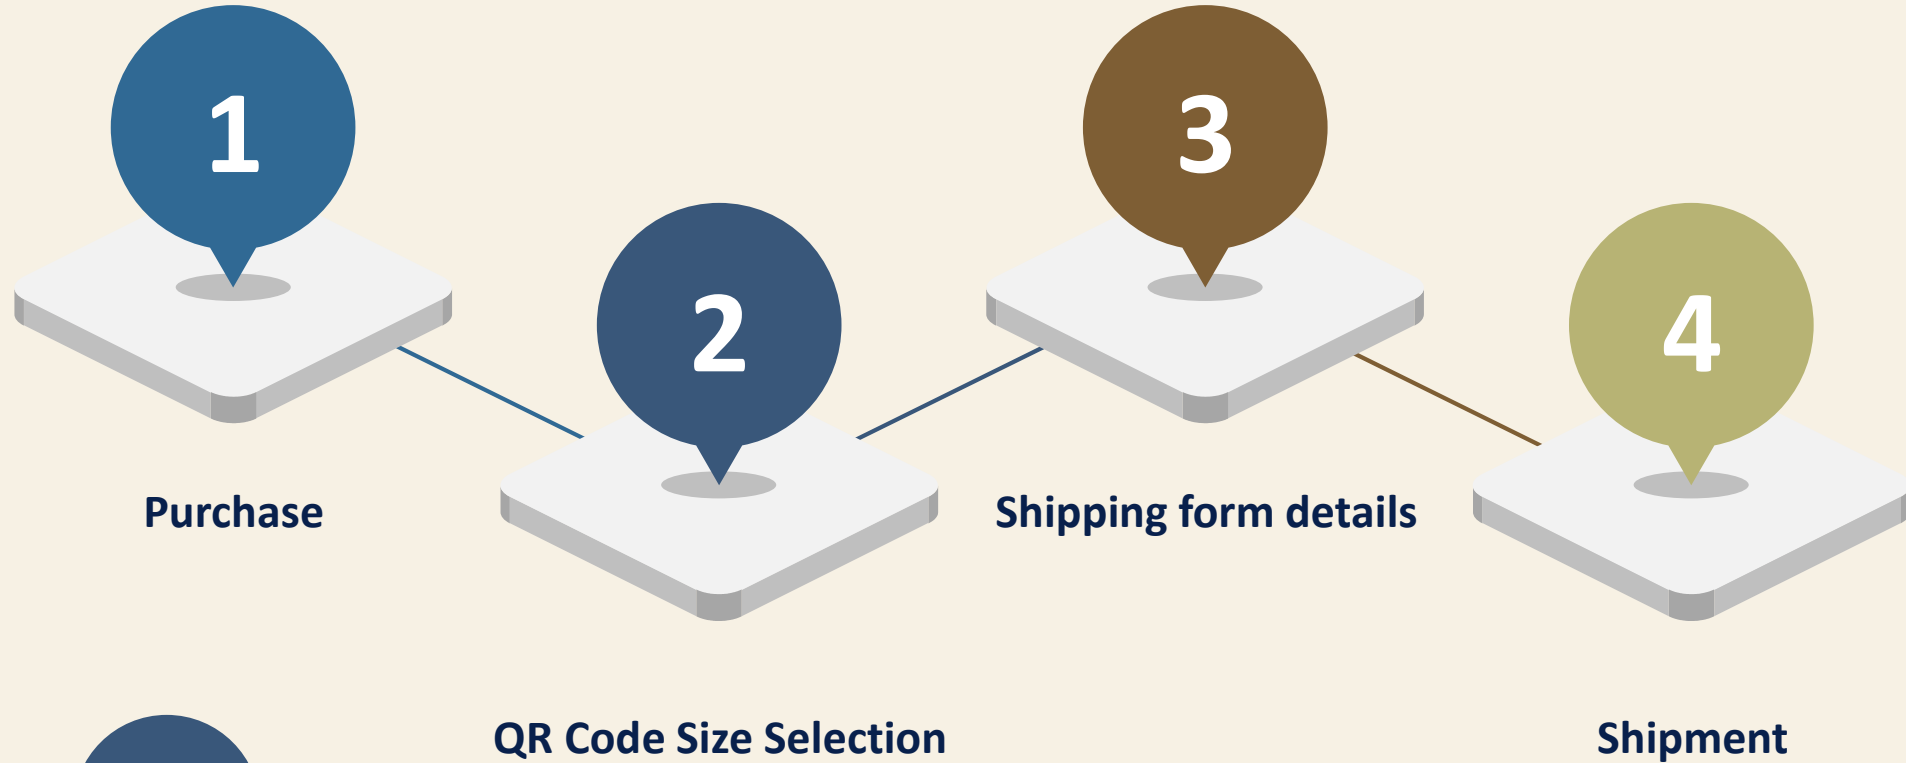 1
Purchase
2
QR Code Size Selection
3
Shipping form details
4
Shipment